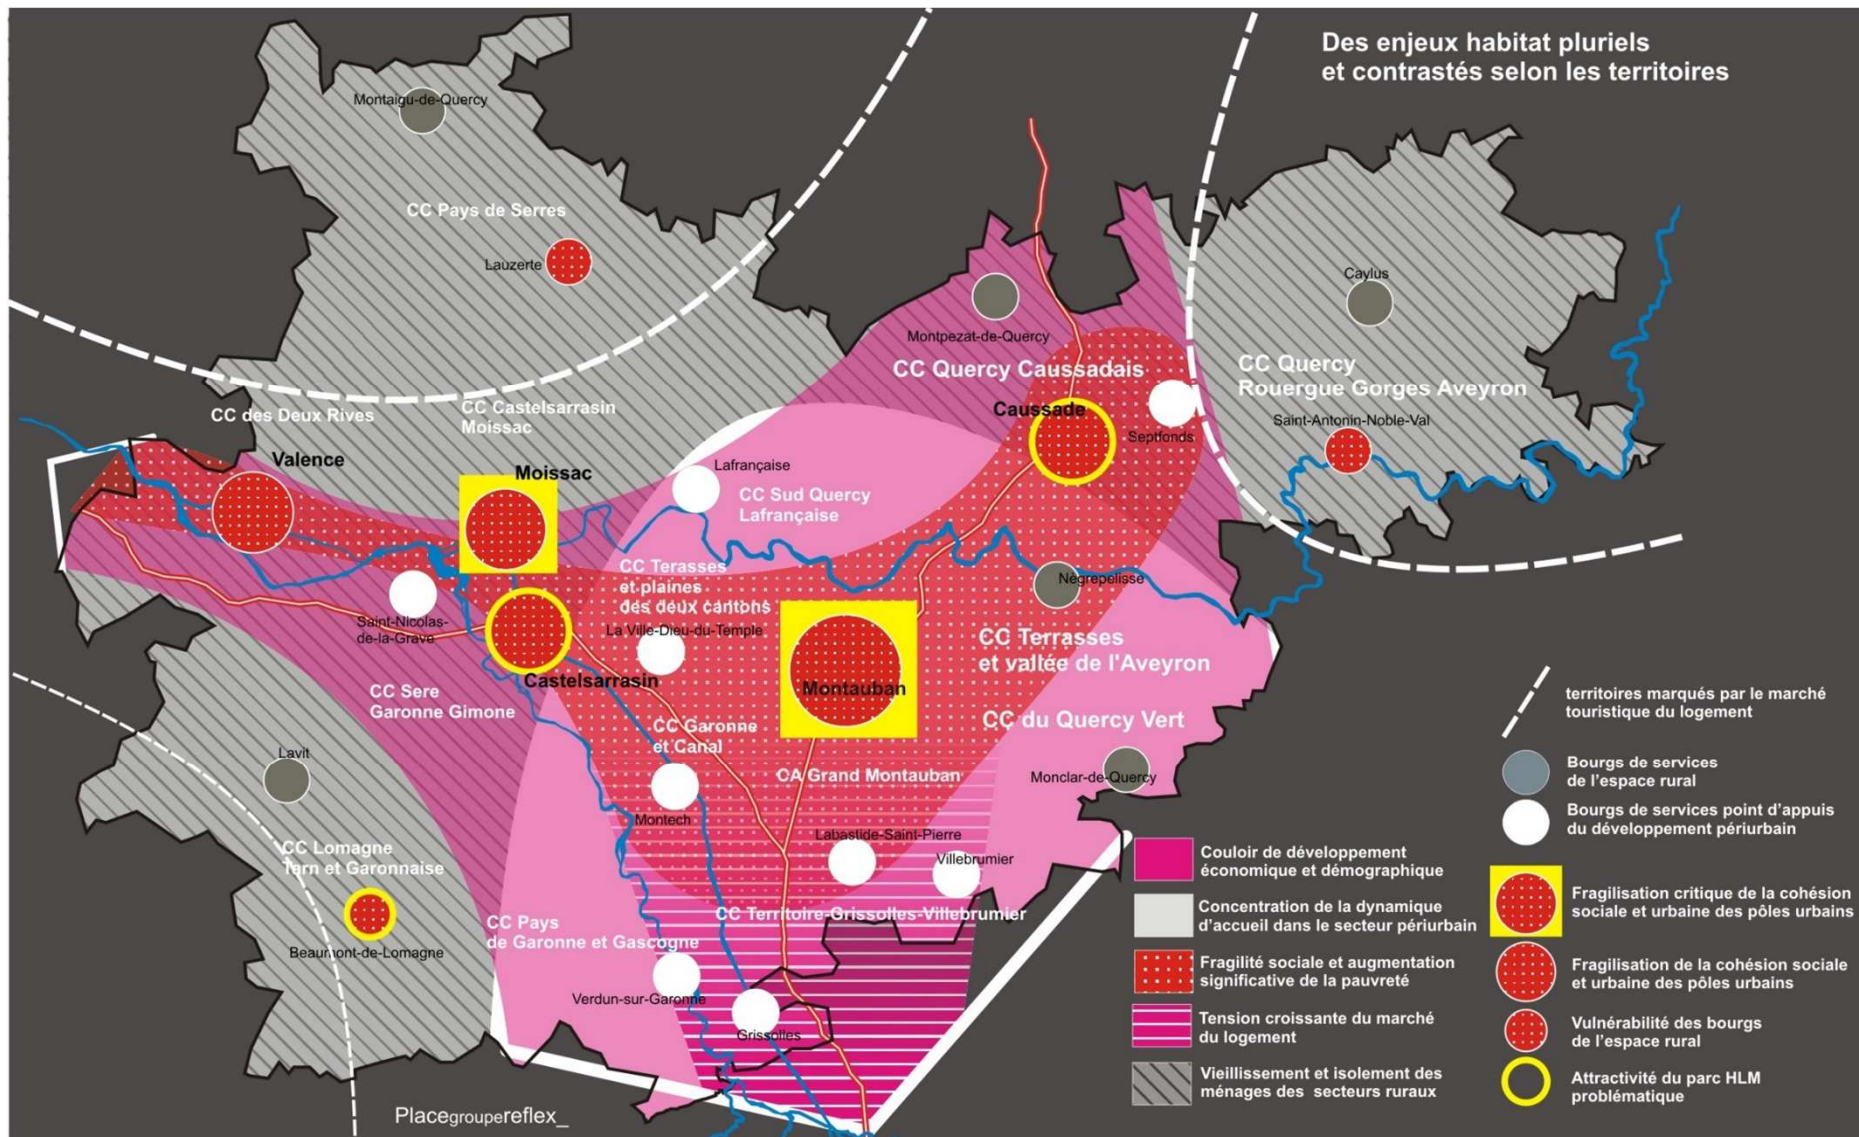 Des enjeux habitat pluriels
et contrastés selon les territoires
Montaigu-de-Quercy
CC Pays de Serres
Lauzerte
Montpezat-de-Quercy
CC Quercy Caussadais
Caussade
Septfonds
Caylus
CC Quercy
Rouergue Gorges Aveyron
Saint-Antonin-Noble-Val
CC des Deux Rives
CC Castelsarrasin
Moissac
Valence
Moissac
Lafrançaise
CC Sud Quercy
Lafrançaise
CC Terasses
et plaines
des deux cantons
Nègrepelisse
Saint-Nicolas-
de-la-Grave
La Ville-Dieu-du-Temple
CC Terrasses
et vallée de l'Aveyron
Castelsarrasin
Montauban
CC Sere
Garonne Gimone
CC Garonne
et Canal
CC du Quercy Vert
Lavit
CA Grand Montauban
Monclar-de-Quercy
Montech
Labastide-Saint-Pierre
Villebrumier
CC Lomagne
Tarn et Garonnaise
Beaumont-de-Lomagne
CC Pays
de Garonne et Gascogne
CC Territoire-Grissolles-Villebrumier
Verdun-sur-Garonne
Grissolles
Placegroupereflex_
Couloir de développement
économique et démographique
Concentration de la dynamique
d'accueil dans le secteur périurbain
Fragilité sociale et augmentation
significative de la pauvreté
Tension croissante du marché
du logement
Vieillissement et isolement des
ménages des secteurs ruraux
territoires marqués par le marché
touristique du logement
Bourgs de services
de l'espace rural
Bourgs de services point d'appuis
du développement périurbain
Fragilisation critique de la cohésion
sociale et urbaine des pôles urbains
Fragilisation de la cohésion sociale
et urbaine des pôles urbains
Vulnérabilité des bourgs
de l'espace rural
Attractivité du parc HLM
problématique